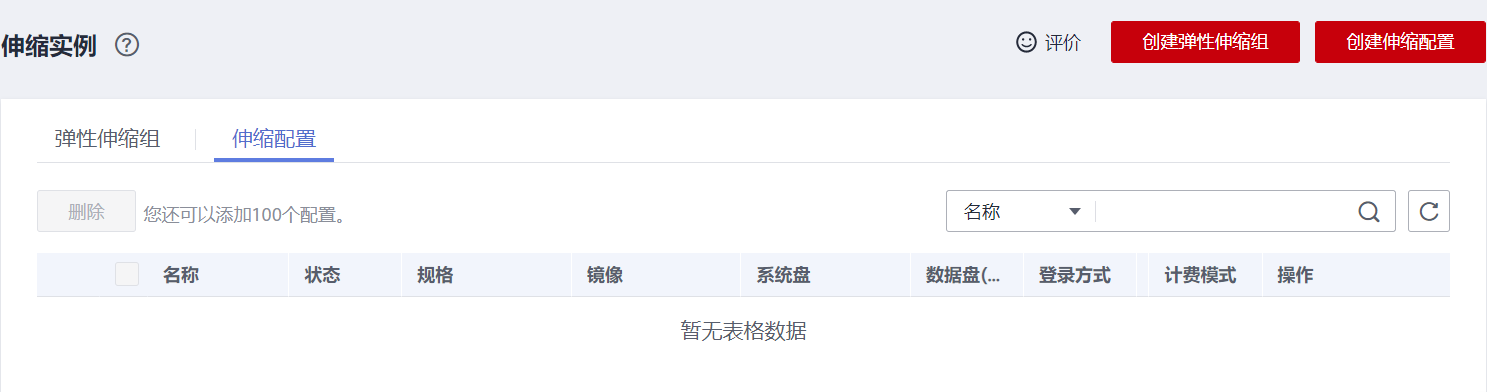 伸缩实例 ? 评价 创建弹性伸缩组 创建伸缩配置
弹性伸缩组 伸缩配置
删除 您还可以添加100个配置。 名称
名称 状态 规格 镜像 系统盘 数据盘(... 登录方式 计费模式 操作
暂无表格数据